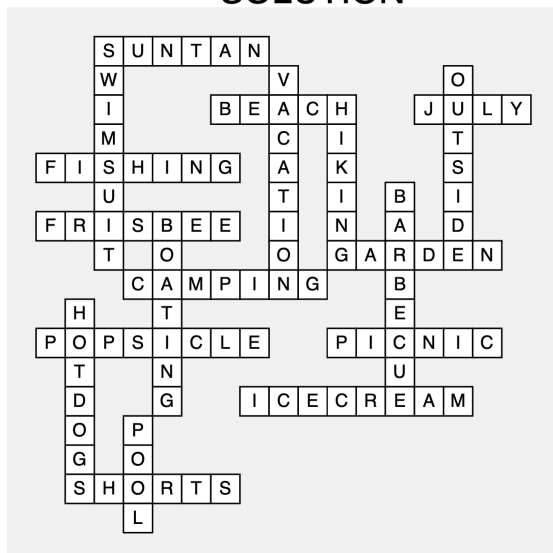 SOLUTION
SUNTAN
SWIMSUIT
VACATION
OUTSIDE
BEACH
HIKING
JULY
FISHING
BARBECUE
FRISBEE
BOATING
GARDEN
CAMPING
HOTDOGS
POPSICLE
PICNIC
ICECREAM
POOL
SHORTS